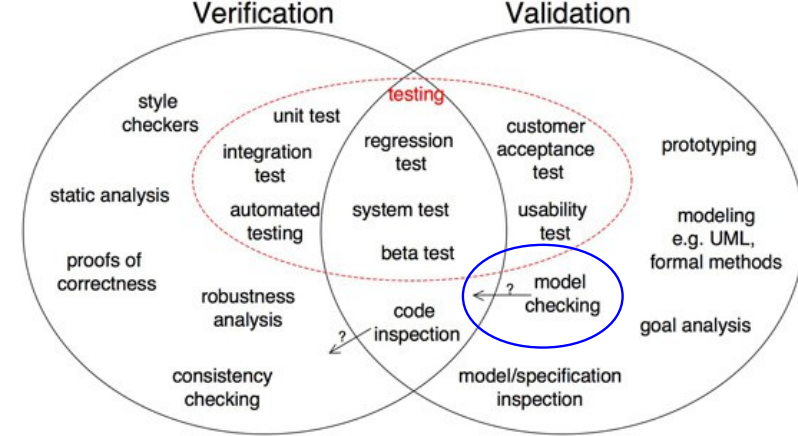 Verification
Validation
testing
style
checkers
unit test
regression
test
customer
acceptance
test
prototyping
integration
test
static analysis
automated
testing
system test
usability
test
modeling
e.g. UML,
formal methods
beta test
proofs of
correctness
robustness
analysis
?
model
checking
code
inspection
?
goal analysis
consistency
checking
model/specification
inspection